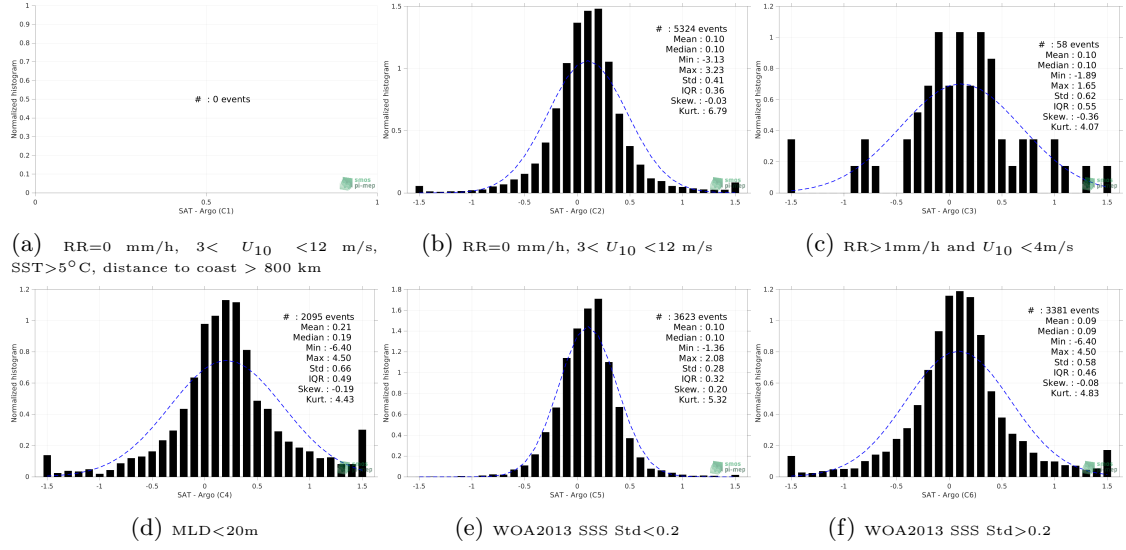 1
0.9
0.8
0.7
0.6
0.5
0.4
0.3
0.2
0.1
0
Normalized histogram
# : 0 events
smos
pi-mep
0 0.5 1
SAT - Argo (C1)
1.5
1
0.5
0
Normalized histogram
# : 5324 events
Mean : 0.10
Median : 0.10
Min : -3.13
Max : 3.23
Std : 0.41
IQR : 0.36
Skew. : -0.03
Kurt. : 6.79
smos
pi-mep
-1.5 -1 -0.5 0 0.5 1 1.5
SAT - Argo (C2)
1.2
1
0.8
0.6
0.4
0.2
0
Normalized histogram
# : 58 events
Mean : 0.10
Median : 0.10
Min : -1.89
Max : 1.65
Std : 0.62
IQR : 0.55
Skew. : -0.36
Kurt. : 4.07
-1.5 -1 -0.5 0 0.5 1 1.5
SAT - Argo (C3)
(a) RR=0 mm/h, 3< U10 <12 m/s,
SST>5°C, distance to coast > 800 km
(b) RR=0 mm/h, 3< U10 <12 m/s
(c) RR>1mm/h and U10 <4m/s
1.2
1
0.8
0.6
0.4
0.2
0
Normalized histogram
# : 2095 events
Mean : 0.21
Median : 0.19
Min : -6.40
Max : 4.50
Std : 0.66
IQR : 0.49
Skew. : -0.19
Kurt. : 4.43
smos
pi-mep
-1.5 -1 -0.5 0 0.5 1 1.5
SAT - Argo (C4)
1.8
1.6
1.4
1.2
1
0.8
0.6
0.4
0.2
0
Normalized histogram
# : 3623 events
Mean : 0.10
Median : 0.10
Min : -1.36
Max : 2.08
Std : 0.28
IQR : 0.32
Skew. : 0.20
Kurt. : 5.32
smos
pi-mep
-1.5 -1 -0.5 0 0.5 1 1.5
SAT - Argo (C5)
1.2
1
0.8
0.6
0.4
0.2
0
Normalized histogram
# : 3381 events
Mean : 0.09
Median : 0.09
Min : -6.40
Max : 4.50
Std : 0.58
IQR : 0.46
Skew. : -0.08
Kurt. : 4.83
smos
pi-mep
-1.5 -1 -0.5 0 0.5 1 1.5
SAT - Argo (C6)
(d) MLD<20m
(e) WOA2013 SSS Std<0.2
(f) WOA2013 SSS Std>0.2